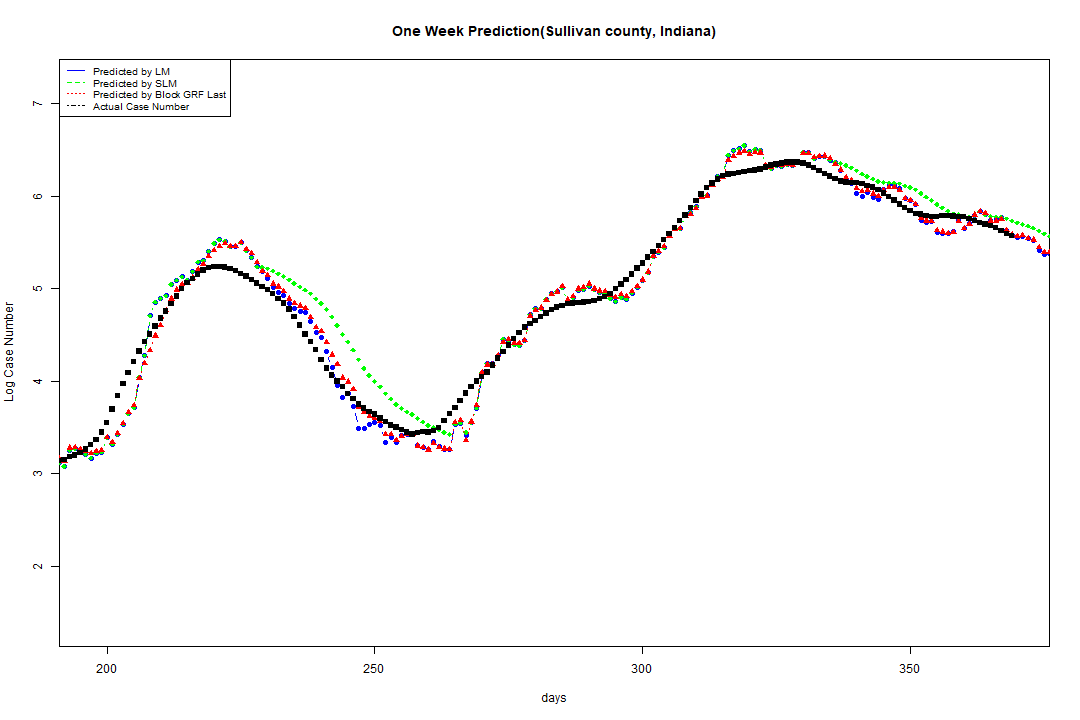 One Week Prediction(Sullivan county, Indiana)
Predicted by LM
Predicted by SLM
Predicted by Block GRF Last
Actual Case Number
7
6
5
4
3
2
Log Case Number
200
250
300
350
days